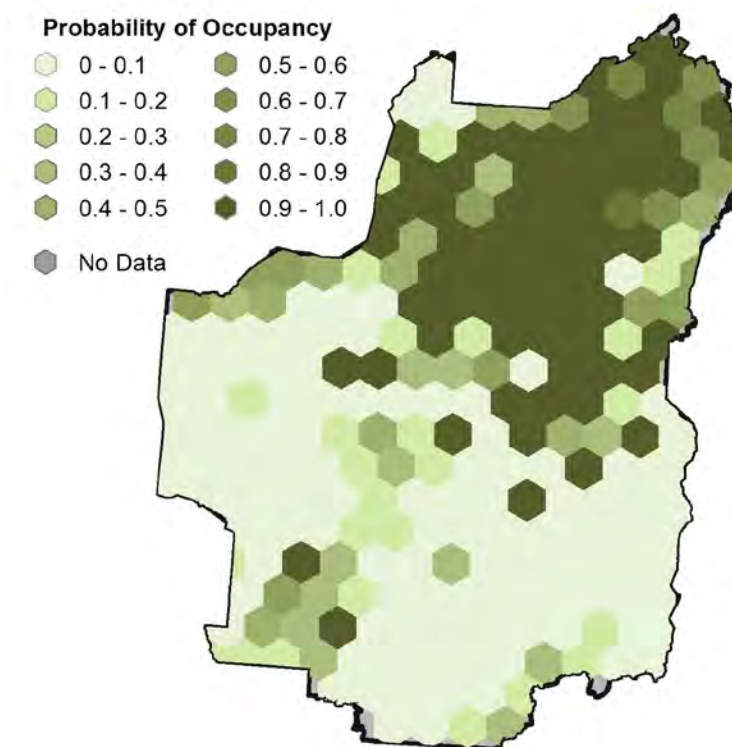 Probability of Occupancy
0 - 0.1
0.1 - 0.2
0.2 - 0.3
0.3 - 0.4
0.4 - 0.5
0.5 - 0.6
0.6 - 0.7
0.7 - 0.8
0.8 - 0.9
0.9 - 1.0
No Data